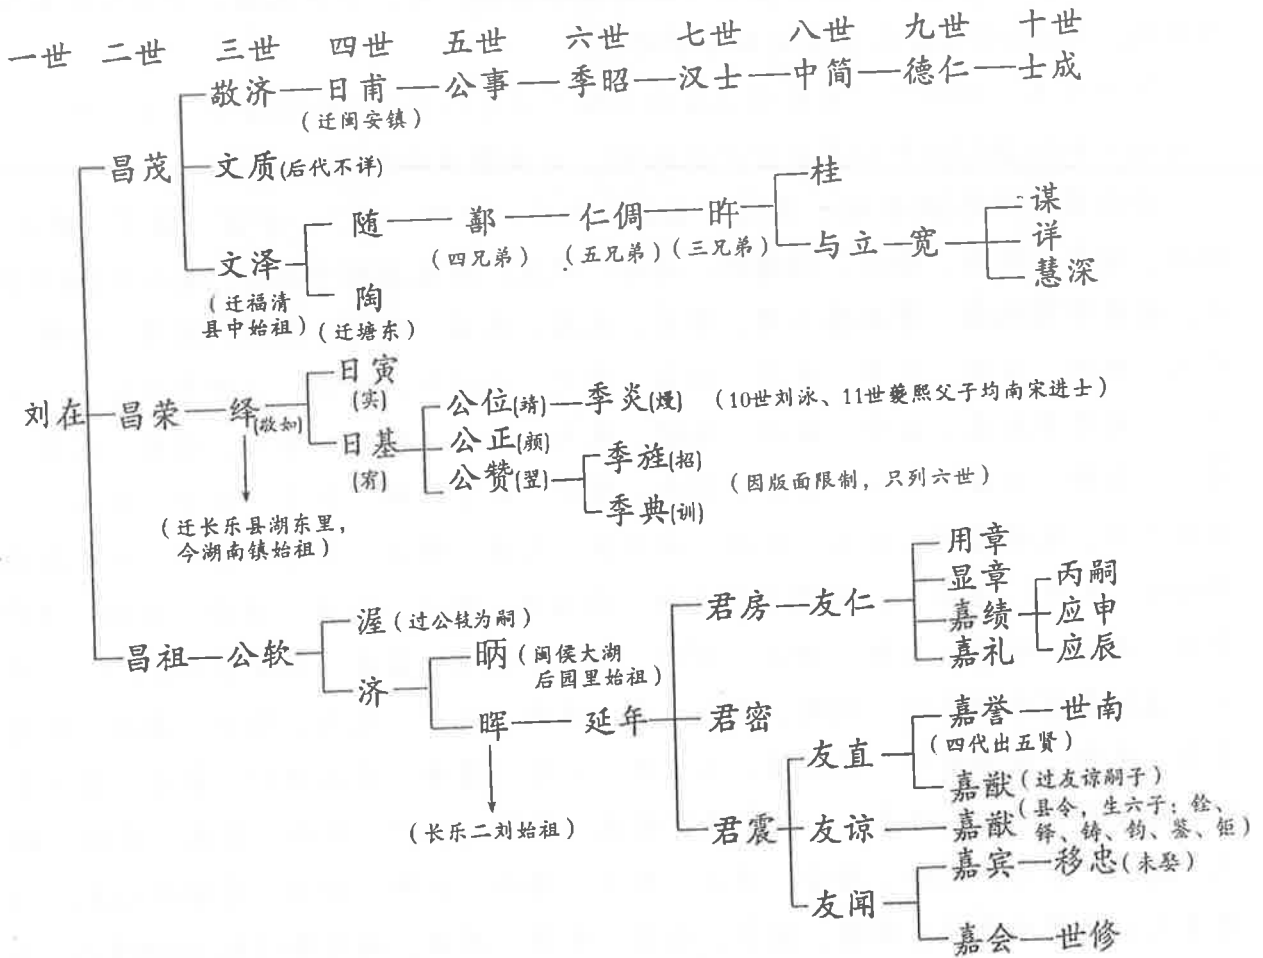 一世 二世 三世 四世 五世 六世 七世 八世 九世 十世
敬济 日甫 公事 季昭 汉士 中简 德仁 士成
(迁闽安镇)
昌茂 文质(后代不详)
桂
随 鄯 仁倜 旿
谋
(四兄弟) (五兄弟) (三兄弟)
与立 宽 详
文泽
慧深
(迁福清
县中始祖)
陶
(迁塘东)
日寅
(实)
刘在 昌荣 绎(敬如)
公位(靖) 季炎(熳) (10世刘泳、11世夔熙父子均南宋进士)
日基 公正(颜)
(宥)
公赞(翌) 季旌(招)
(因版面限制，只列六世)
季典(训)
(迁长乐县湖东里，
今湖南镇始祖)
用章
显章 丙嗣
君房 友仁
嘉绩 应申
渥(过公轾为嗣)
嘉礼 应辰
昌祖 公软
昞(闽侯大湖
后园里始祖)
济
晖 延年 君密
嘉誉 世南
(四代出五贤)
友直
嘉猷(过友谅嗣子)
(长乐二刘始祖)
君震 友谅 嘉猷(县令，生六子：铨、
铎、铸、钧、鉴、钜)
嘉宾 移忠(未娶)
友闻
嘉会 世修